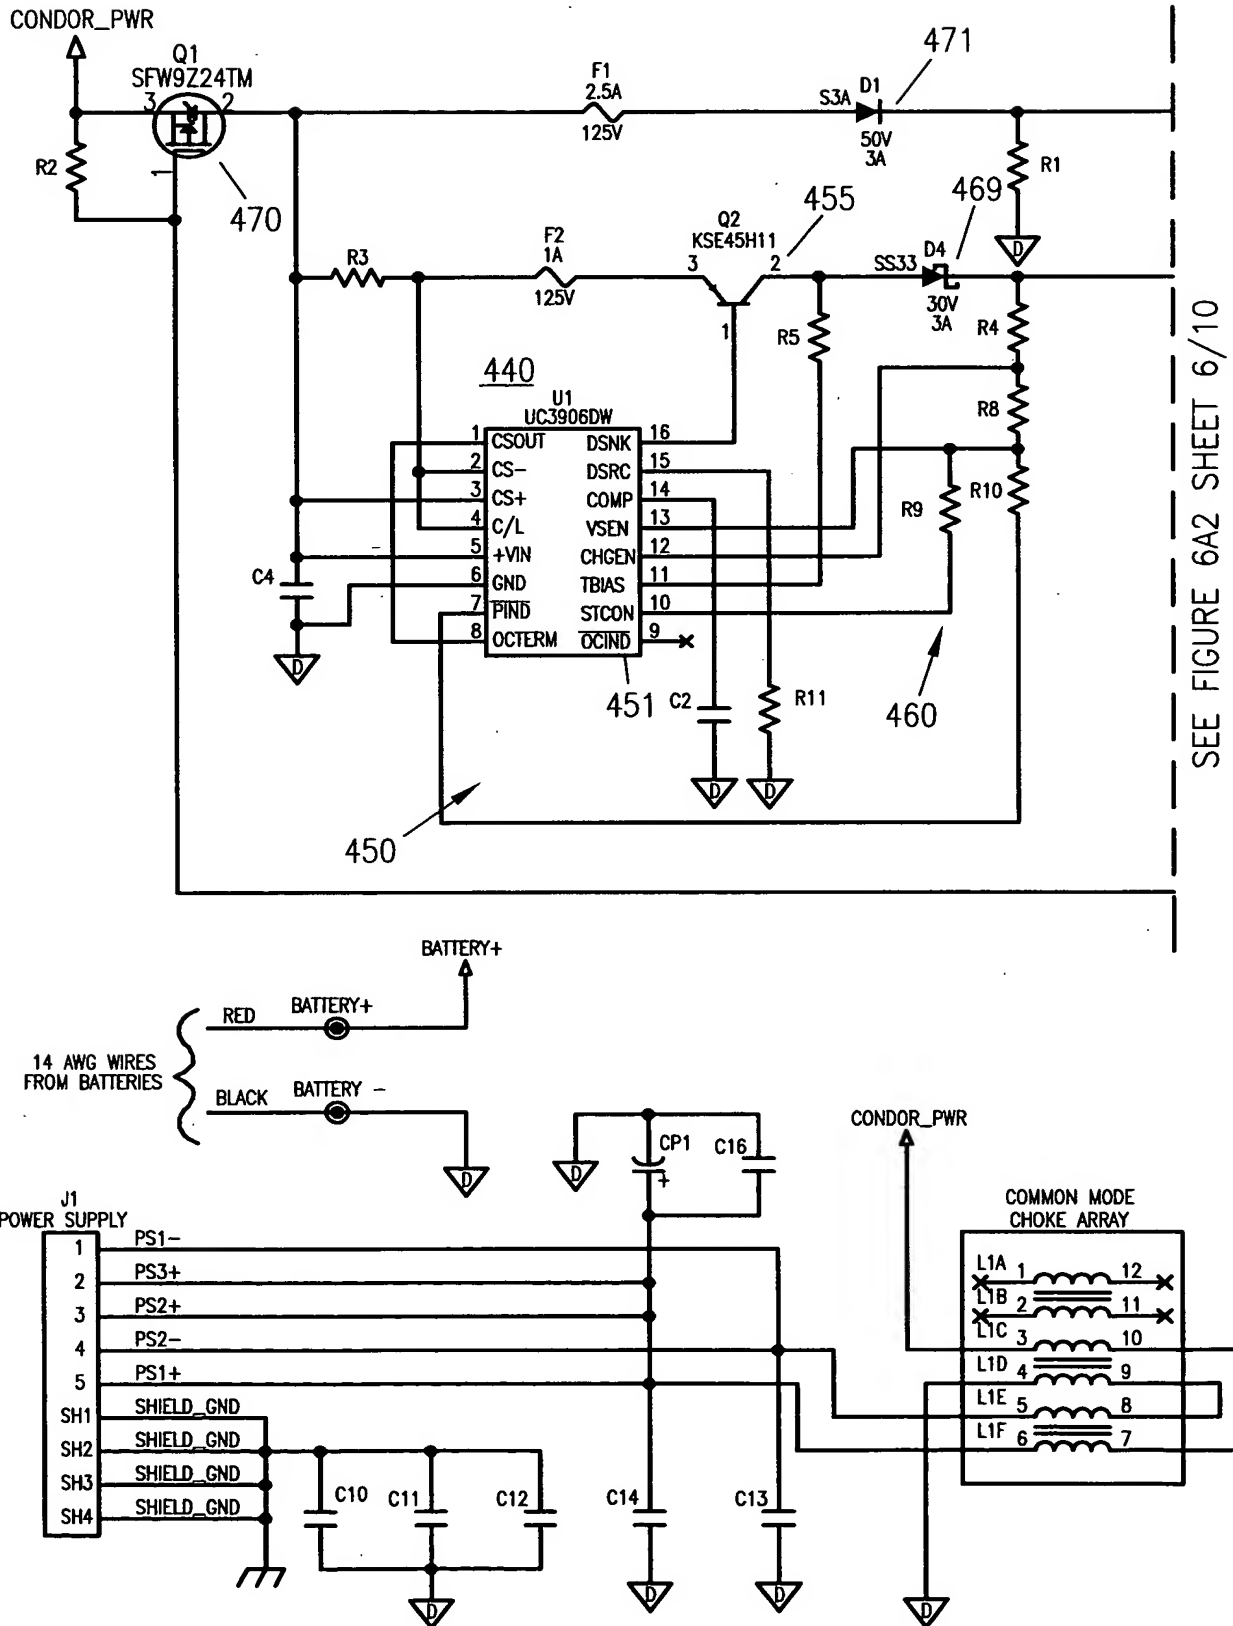 CONDOR_PWR
Q1
SFW9Z24TM
3
2
1
R2
470
F1
2.5A
125V
S3A
D1
50V
3A
471
R1
D
R3
F2
1A
125V
Q2
KSE45H11
3
2
1
455
469
SS33
D4
30V
3A
R5
R4
R8
R9
R10
440
U1
UC3906DW
1 CSOUT DSNK 16
2 CS- DSRC 15
3 CS+ COMP 14
4 C/L VSEN 13
5 +VIN CHGEN 12
6 GND TBIAS 11
7 PIND STCON 10
8 OCTERM OCIND 9
C4
D
451
C2
R11
D
D
460
450
SEE FIGURE 6A2 SHEET 6/10
BATTERY+
RED
BATTERY+
14 AWG WIRES
FROM BATTERIES
BLACK
BATTERY -
D
D
CP1
+
C16
CONDOR_PWR
J1
POWER SUPPLY
1 PS1-
2 PS3+
3 PS2+
4 PS2-
5 PS1+
SH1 SHIELD_GND
SH2 SHIELD_GND
SH3 SHIELD_GND
SH4 SHIELD_GND
C10
C11
C12
C14
C13
D
D
D
D
COMMON MODE
CHOKE ARRAY
L1A 1 12
L1B 2 11
L1C 3 10
L1D 4 9
L1E 5 8
L1F 6 7